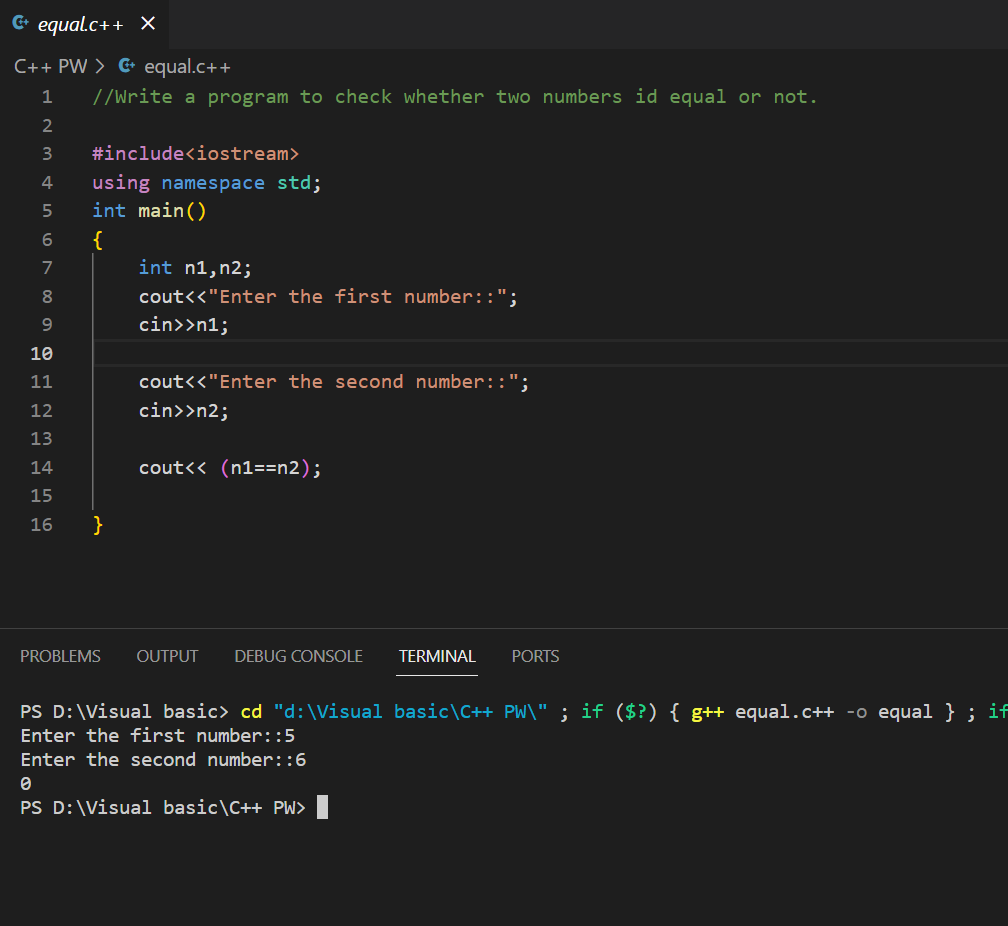 equal.c++
C++ PW > equal.c++
1 //Write a program to check whether two numbers id equal or not.
2
3 #include<iostream>
4 using namespace std;
5 int main()
6 {
7     int n1,n2;
8     cout<<"Enter the first number::";
9     cin>>n1;
10
11     cout<<"Enter the second number::";
12     cin>>n2;
13
14     cout<< (n1==n2);
15
16 }
PROBLEMS OUTPUT DEBUG CONSOLE TERMINAL PORTS
PS D:\Visual basic> cd "d:\Visual basic\C++ PW\" ; if ($?) { g++ equal.c++ -o equal } ; if
Enter the first number::5
Enter the second number::6
0
PS D:\Visual basic\C++ PW>